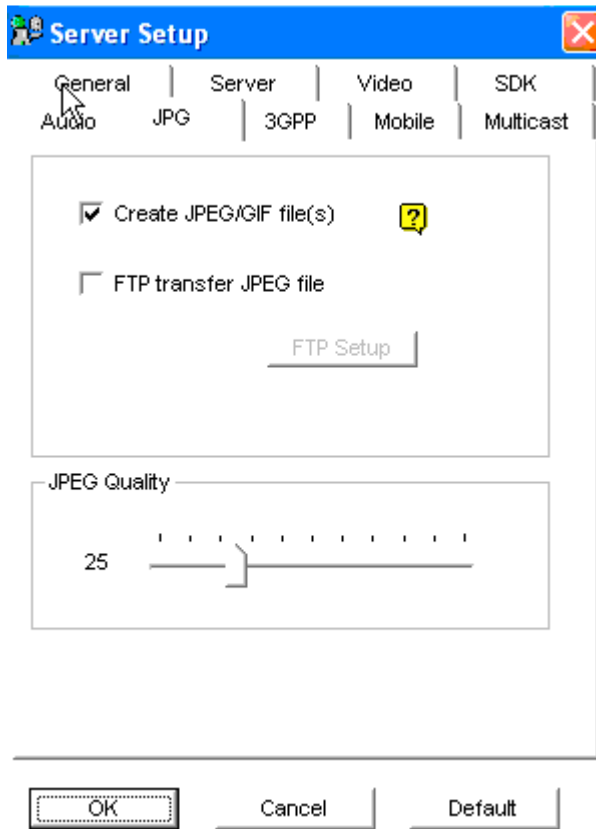 Server Setup
General Server Video SDK
Audio JPG 3GPP Mobile Multicast
Create JPEG/GIF file(s) ?
FTP transfer JPEG file
FTP Setup
JPEG Quality
25
OK Cancel Default